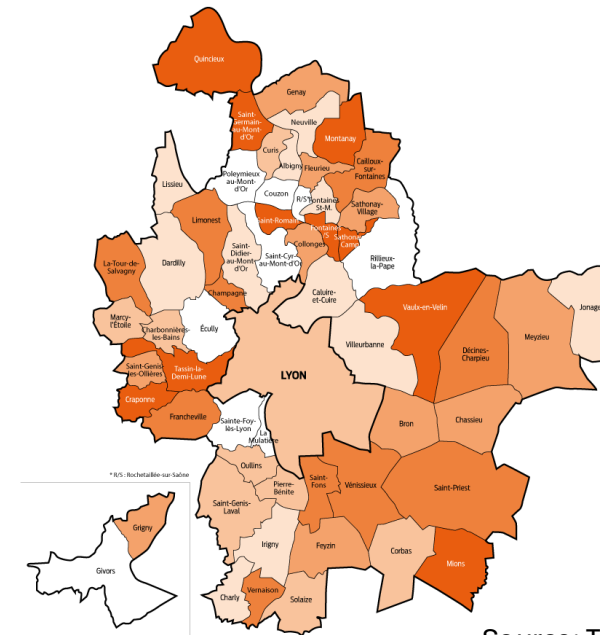 Quincieux
Genay
Saint-
Germain-
au-Mont-
d'Or
Neuville
Montanay
Curis
Albigny
Fleurieu
Cailloux-
sur-
Fontaines
Poleymieux
au-Mont-
d'Or
Lissieu
Couzon
R/S*
Fontaines
St-M.
Sathonay-
Village
Limonest
Saint-Romain
Fontaines
/S
Sathonay
Camp
Saint-
Didier-
au-Mont-
d'Or
Collonges
Saint-Cyr-
au-Mont-d'Or
Rillieux-
la-Pape
La-Tour-de-
Salvagny
Dardilly
Champagne
Caluire-
et-Cuire
Vaulx-en-Velin
Jonage
Marcy-
l'Étoile
Charbonnières-
les-Bains
Écully
Villeurbanne
Décines-
Charpieu
Meyzieu
Saint-Genis-
les-Ollières
Tassin-la-
Demi-Lune
LYON
Craponne
Francheville
Sainte-Foy-
lès-Lyon
La
Mulatière
Bron
Chassieu
Oullins
Pierre-
Bénite
Saint-
Fons
Vénissieux
Saint-Priest
* R/S : Rochetaillée-sur-Saône
Saint-Genis-
Laval
Grigny
Givors
Irigny
Feyzin
Corbas
Mions
Charly
Vernaison
Solaize